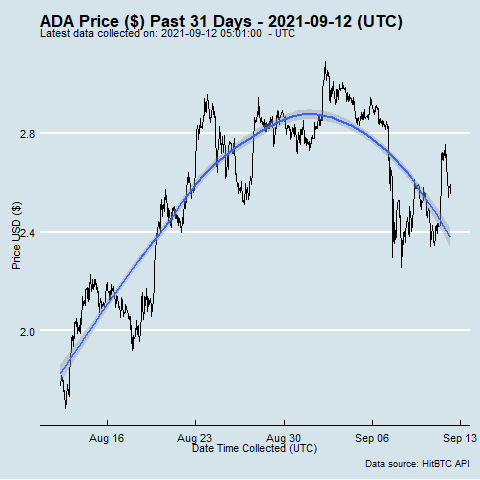 ADA Price ($) Past 31 Days - 2021-09-12 (UTC)
Latest data collected on: 2021-09-12 05:01:00 - UTC
Price USD ($)
2.8
2.4
2.0
Aug 16 Aug 23 Aug 30 Sep 06 Sep 13
Date Time Collected (UTC)
Data source: HitBTC API